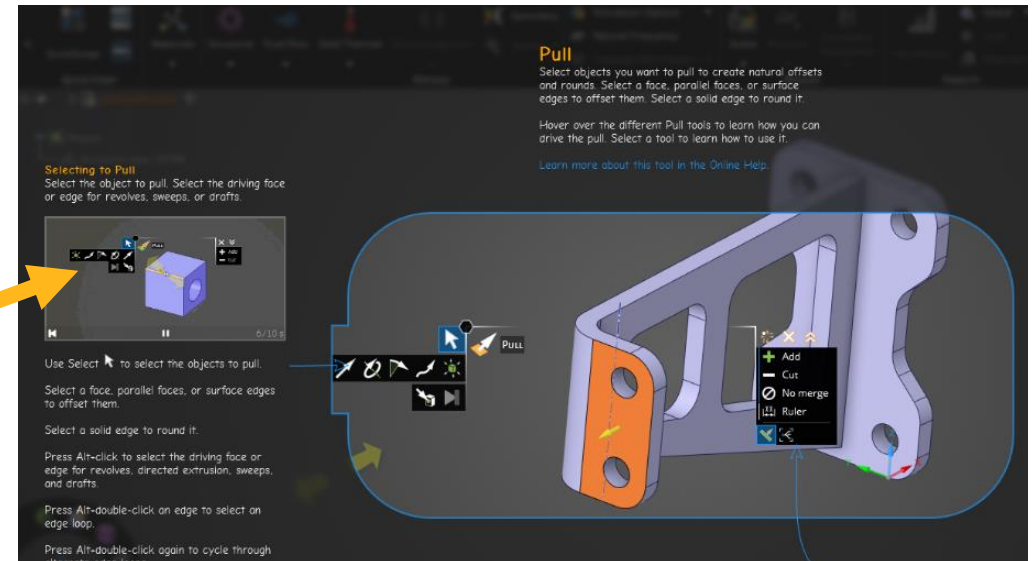 Pull
Select objects you want to pull to create natural offsets
and rounds. Select a face, parallel faces, or surface
edges to offset them. Select a solid edge to round it.
Hover over the different Pull tools to learn how you can
drive the pull. Select a tool to learn how to use it.
Learn more about this tool in the Online Help.
Selecting to Pull
Select the object to pull. Select the driving face
or edge for revolves, sweeps, or drafts.
PULL
Add
Cut
6/10 s
Use Select to select the objects to pull.
Select a face, parallel faces, or surface edges
to offset them.
Select a solid edge to round it.
Press Alt-click to select the driving face or
edge for revolves, directed extrusion, sweeps,
and drafts.
Press Alt-double-click an edge to select an
edge loop.
Press Alt-double-click again to cycle through
PULL
Add
Cut
No merge
Ruler